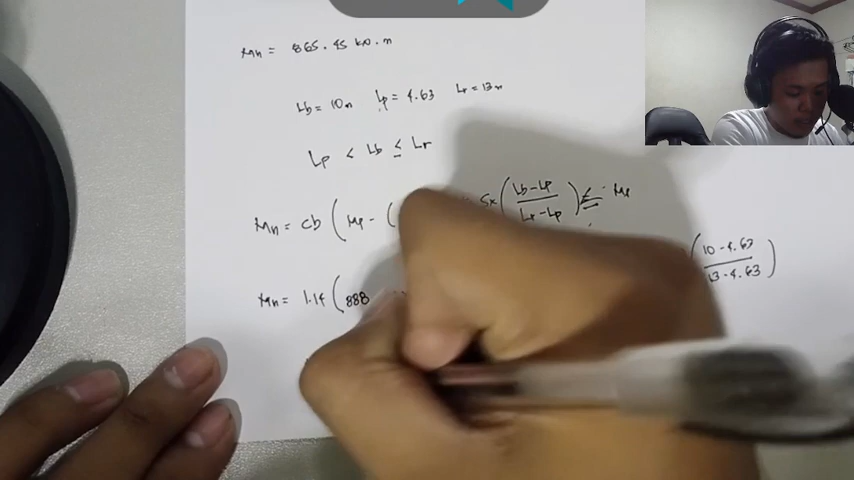 Mn = 865.45 kN.m
Lb = 10m Lp = 4.63 Lr = 13m
Lp < Lb ≤ Lr
Mn = Cb ( Mp - ( Sx ( Lb-Lp / Lr-Lp ) ≤ Mp
Mn = 1.14 ( 888 ( 10-4.63 / 13-4.63 )